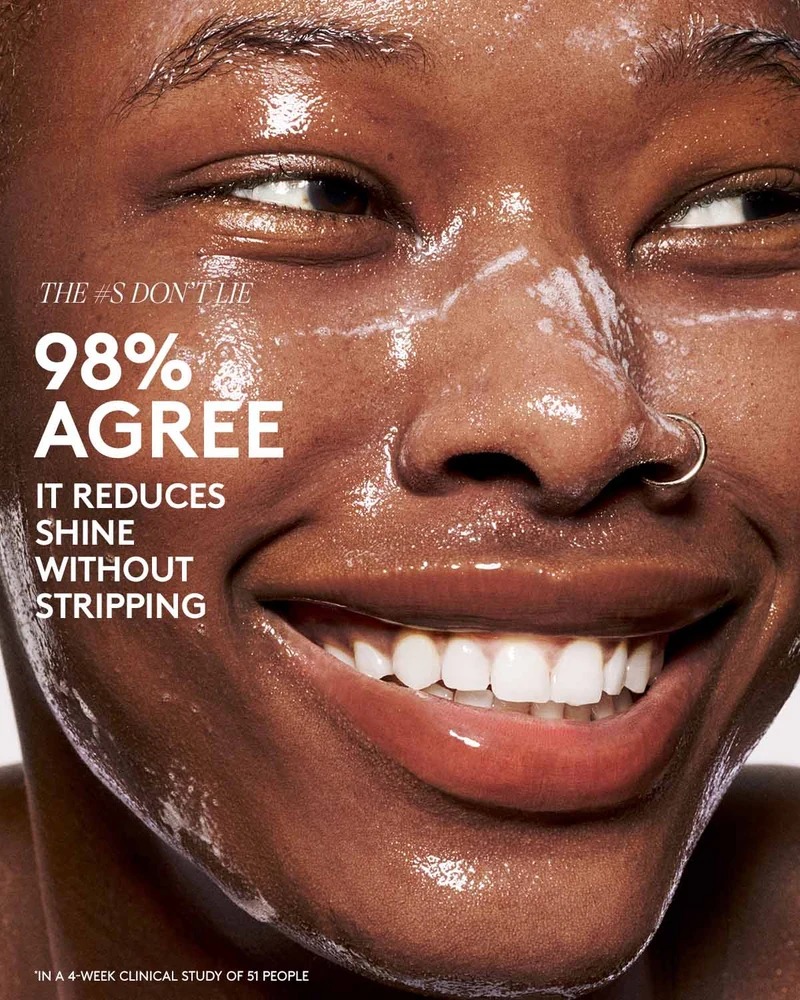 THE #S DON'T LIE
98%
AGREE
IT REDUCES
SHINE
WITHOUT
STRIPPING
*IN A 4-WEEK CLINICAL STUDY OF 51 PEOPLE